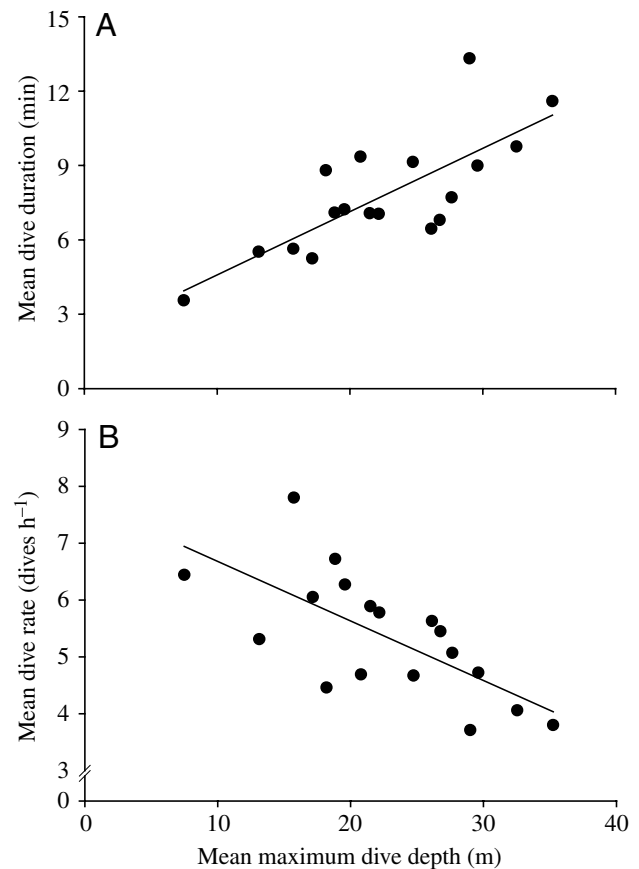 A
15
12
9
6
3
0
Mean dive duration (min)
B
9
8
7
6
5
4
3
0
Mean dive rate (dives h⁻¹)
0 10 20 30 40
Mean maximum dive depth (m)